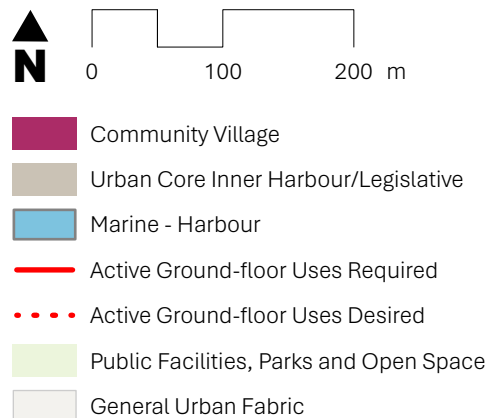 N
0 100 200 m
Community Village
Urban Core Inner Harbour/Legislative
Marine - Harbour
Active Ground-floor Uses Required
Active Ground-floor Uses Desired
Public Facilities, Parks and Open Space
General Urban Fabric